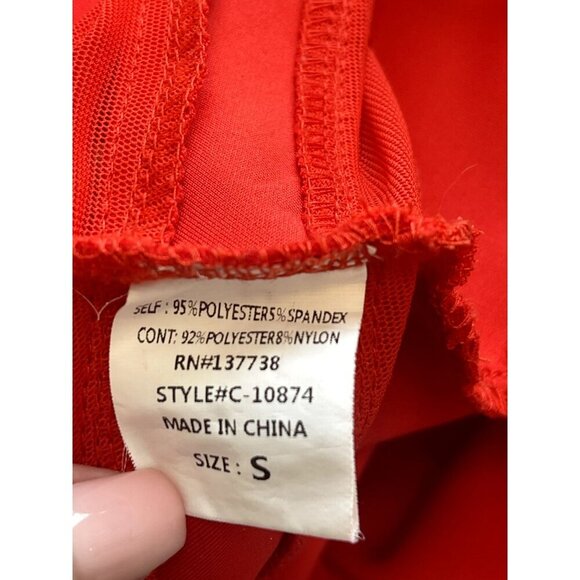 SELF : 95%POLYESTER5%SPANDEX
CONT: 92%POLYESTER8%NYLON
RN#137738
STYLE#C-10874
MADE IN CHINA
SIZE : S